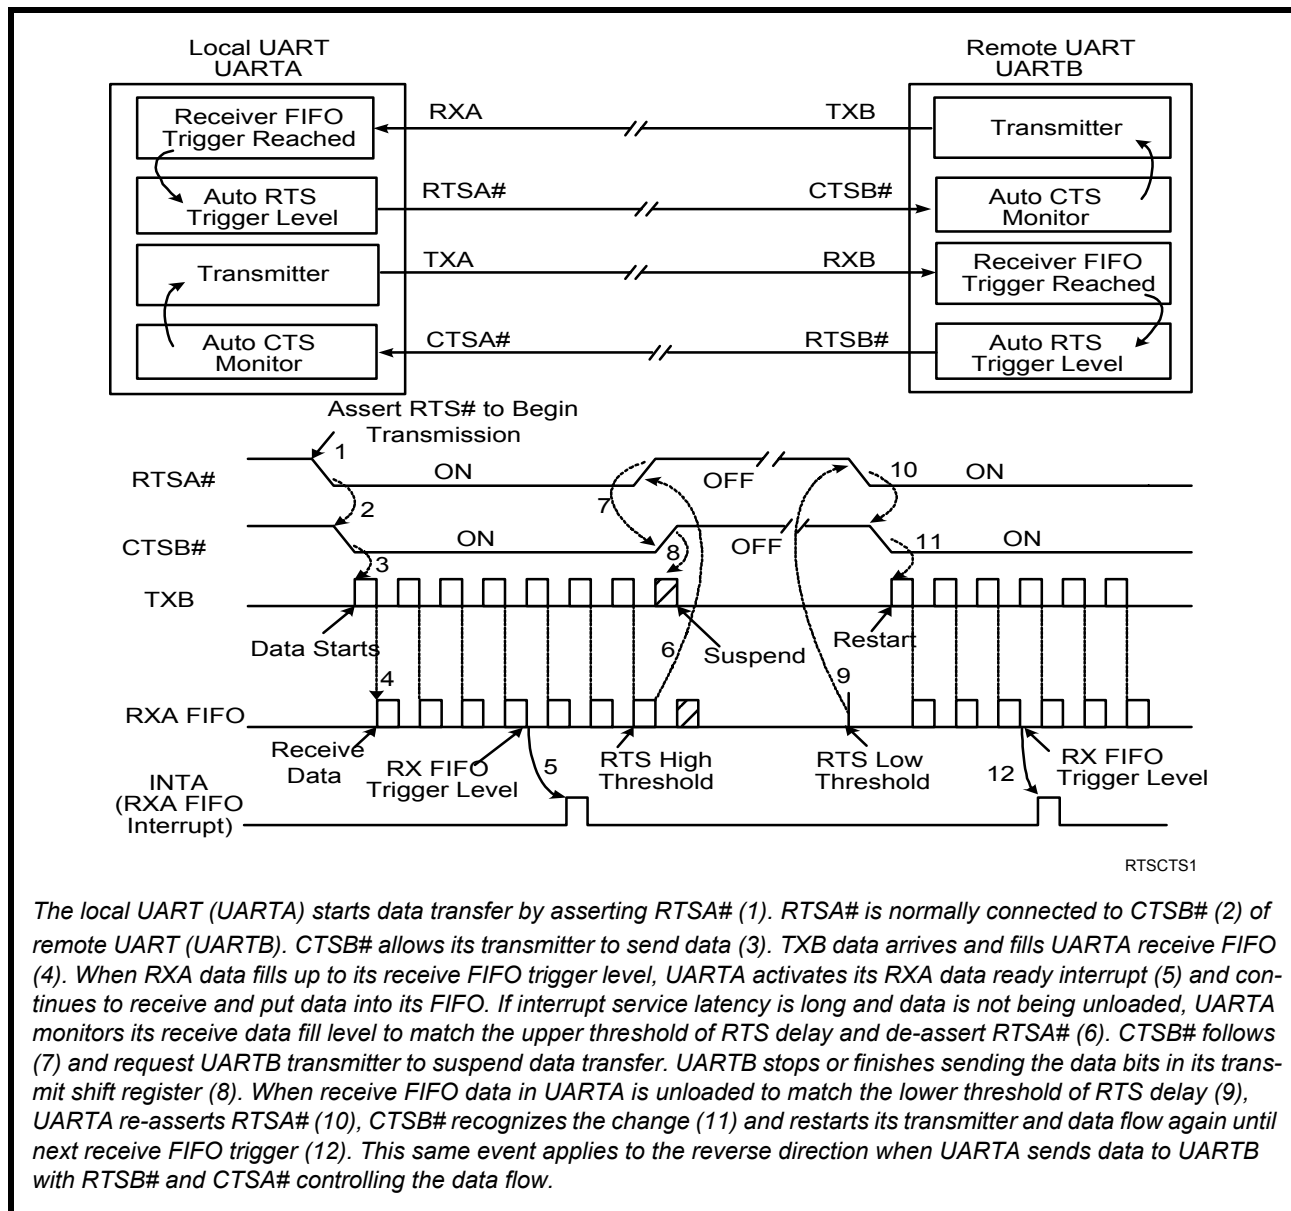 Local UART
UARTA
Remote UART
UARTB
Receiver FIFO
Trigger Reached
RXA
TXB
Transmitter
Auto RTS
Trigger Level
RTSA#
CTSB#
Auto CTS
Monitor
Transmitter
TXA
RXB
Receiver FIFO
Trigger Reached
Auto CTS
Monitor
CTSA#
RTSB#
Auto RTS
Trigger Level
Assert RTS# to Begin
Transmission
1
RTSA#
ON
OFF
10
ON
2
7
CTSB#
ON
8
OFF
11
ON
3
TXB
Data Starts
6
Suspend
Restart
4
9
RXA FIFO
Receive
Data
RX FIFO
Trigger Level
5
RTS High
Threshold
RTS Low
Threshold
12
RX FIFO
Trigger Level
INTA
(RXA FIFO
Interrupt)
RTSCTS1
The local UART (UARTA) starts data transfer by asserting RTSA# (1). RTSA# is normally connected to CTSB# (2) of
remote UART (UARTB). CTSB# allows its transmitter to send data (3). TXB data arrives and fills UARTA receive FIFO
(4). When RXA data fills up to its receive FIFO trigger level, UARTA activates its RXA data ready interrupt (5) and con-
tinues to receive and put data into its FIFO. If interrupt service latency is long and data is not being unloaded, UARTA
monitors its receive data fill level to match the upper threshold of RTS delay and de-assert RTSA# (6). CTSB# follows
(7) and request UARTB transmitter to suspend data transfer. UARTB stops or finishes sending the data bits in its trans-
mit shift register (8). When receive FIFO data in UARTA is unloaded to match the lower threshold of RTS delay (9),
UARTA re-asserts RTSA# (10), CTSB# recognizes the change (11) and restarts its transmitter and data flow again until
next receive FIFO trigger (12). This same event applies to the reverse direction when UARTA sends data to UARTB
with RTSB# and CTSA# controlling the data flow.